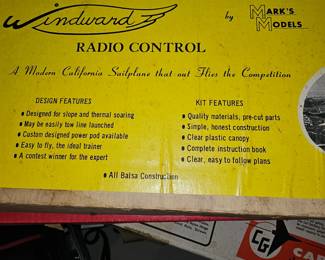 Windward
by MARK'S MODELS
RADIO CONTROL
A Modern California Sailplane that out Flies the Competition
DESIGN FEATURES
• Designed for slope and thermal soaring
• May be easily tow line launched
• Custom designed power pod available
• Easy to fly, the ideal trainer
• A contest winner for the expert
KIT FEATURES
• Quality materials, pre-cut parts
• Simple, honest construction
• Clear plastic canopy
• Complete instruction book
• Clear, easy to follow plans
• All Balsa Construction
CG
CAR